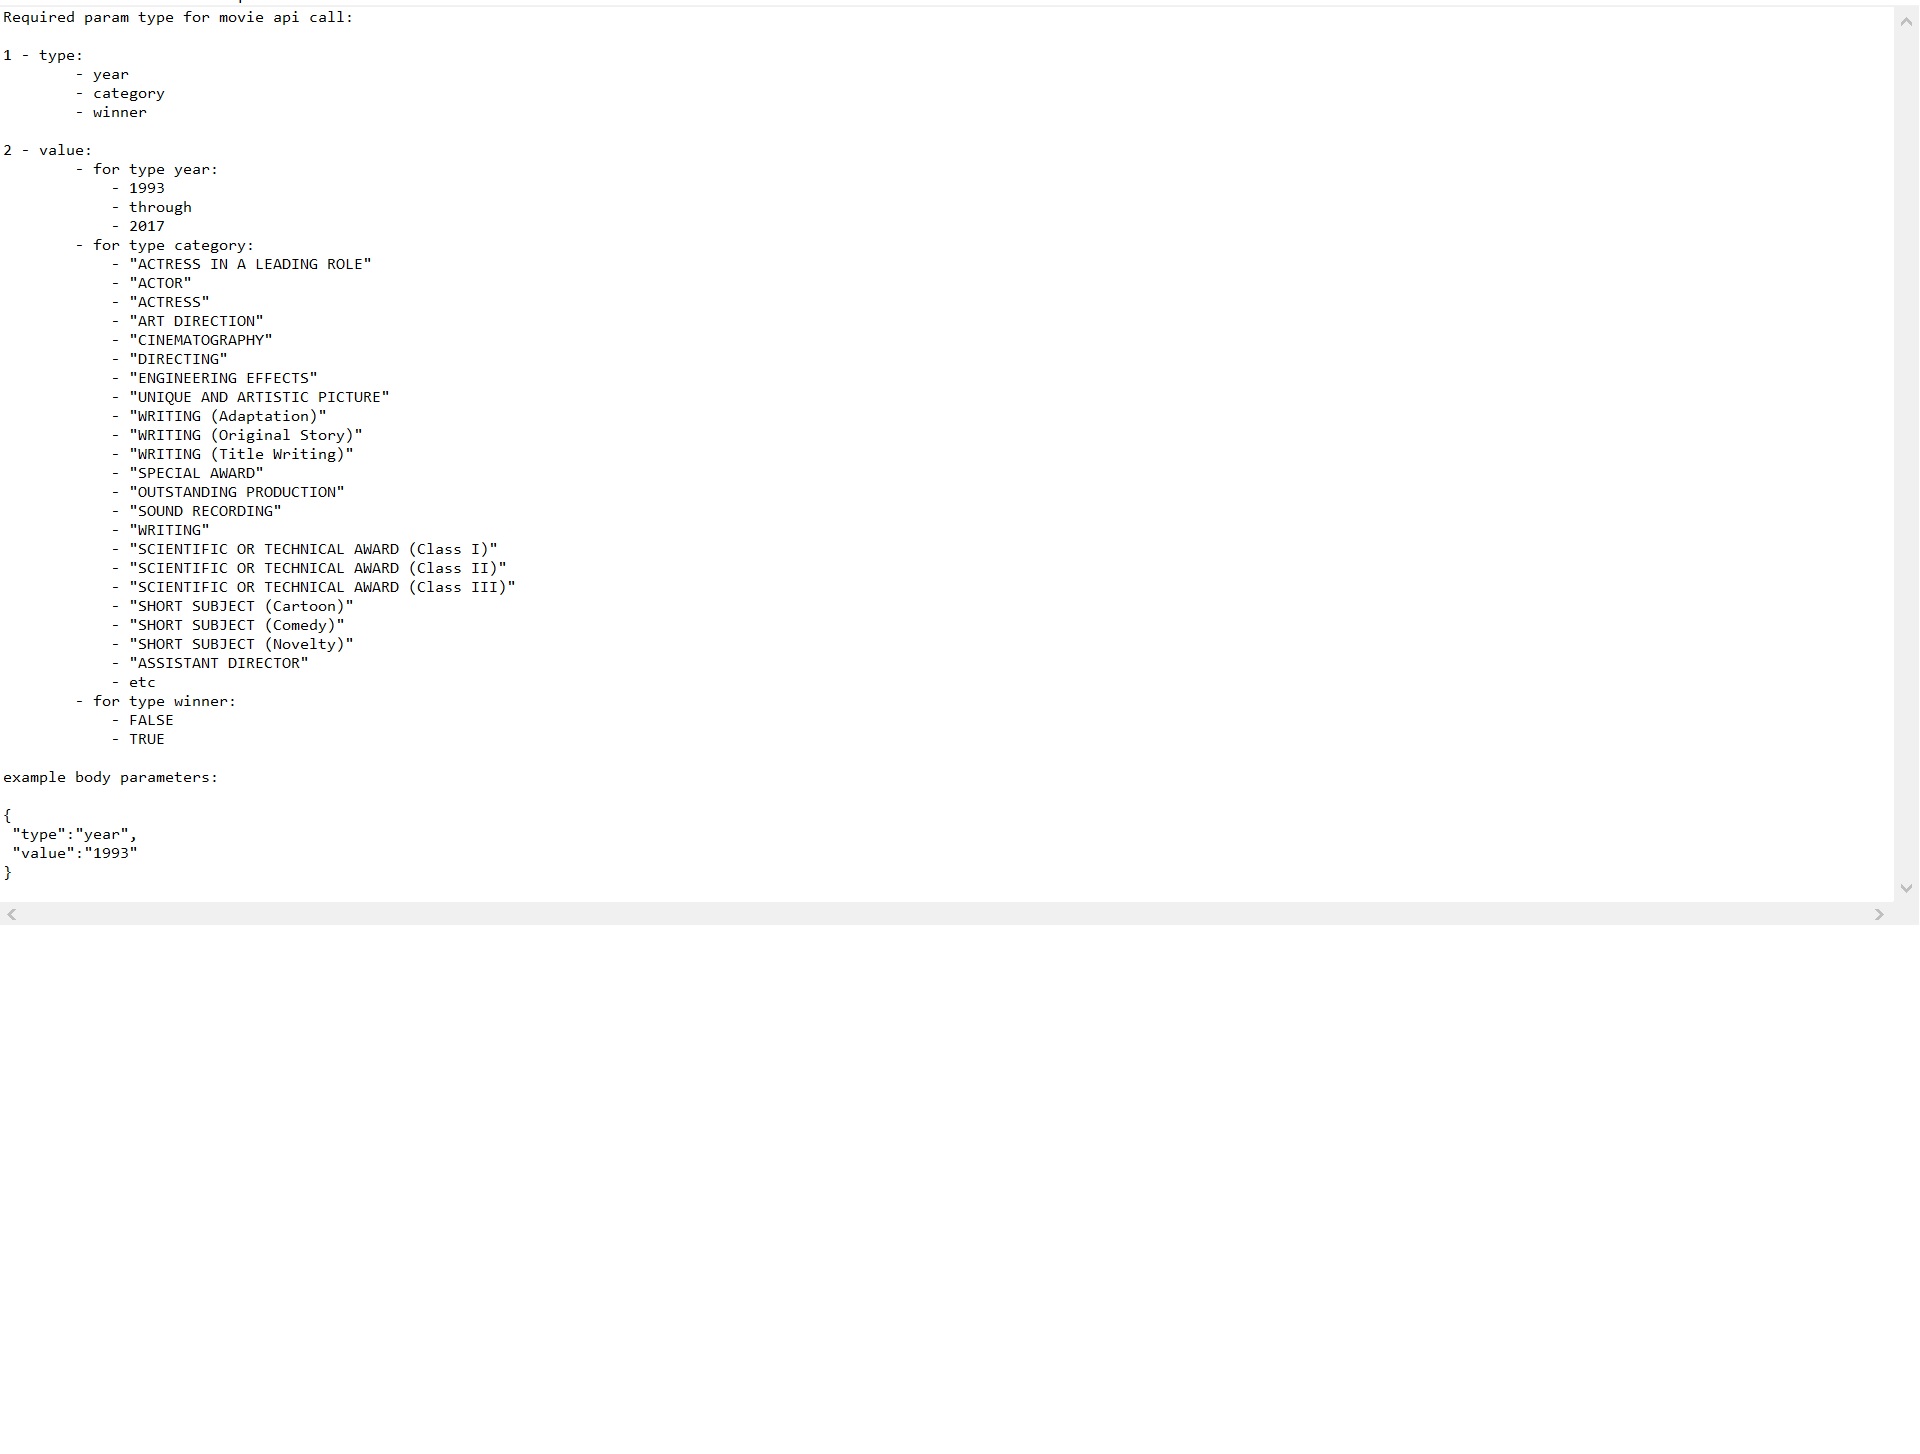 Required param type for movie api call:
1 - type:
- year
- category
- winner
2 - value:
- for type year:
- 1993
- through
- 2017
- for type category:
- "ACTRESS IN A LEADING ROLE"
- "ACTOR"
- "ACTRESS"
- "ART DIRECTION"
- "CINEMATOGRAPHY"
- "DIRECTING"
- "ENGINEERING EFFECTS"
- "UNIQUE AND ARTISTIC PICTURE"
- "WRITING (Adaptation)"
- "WRITING (Original Story)"
- "WRITING (Title Writing)"
- "SPECIAL AWARD"
- "OUTSTANDING PRODUCTION"
- "SOUND RECORDING"
- "WRITING"
- "SCIENTIFIC OR TECHNICAL AWARD (Class I)"
- "SCIENTIFIC OR TECHNICAL AWARD (Class II)"
- "SCIENTIFIC OR TECHNICAL AWARD (Class III)"
- "SHORT SUBJECT (Cartoon)"
- "SHORT SUBJECT (Comedy)"
- "SHORT SUBJECT (Novelty)"
- "ASSISTANT DIRECTOR"
- etc
- for type winner:
- FALSE
- TRUE
example body parameters:
{
"type":"year",
"value":"1993"
}